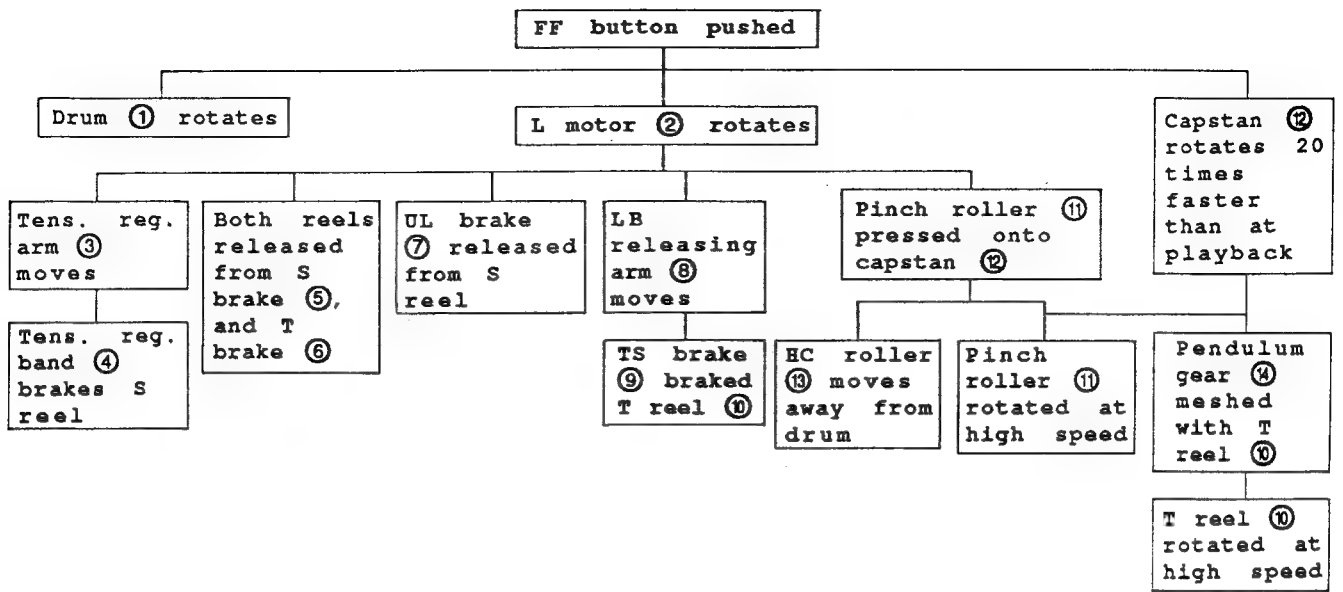 FF button pushed
Drum ① rotates
L motor ② rotates
Capstan ⑫
rotates 20
times
faster
than at
playback
Tens. reg.
arm ③
moves
Both reels
released
from S
brake ⑤,
and T
brake ⑥
UL brake
⑦ released
from S
reel
LB
releasing
arm ⑧
moves
Pinch roller ⑪
pressed onto
capstan ⑫
Tens. reg.
band ④
brakes S
reel
TS brake
⑨ braked
T reel ⑩
HC roller
⑬ moves
away from
drum
Pinch
roller ⑪
rotated at
high speed
Pendulum
gear ⑭
meshed
with T
reel ⑩
T reel ⑩
rotated at
high speed